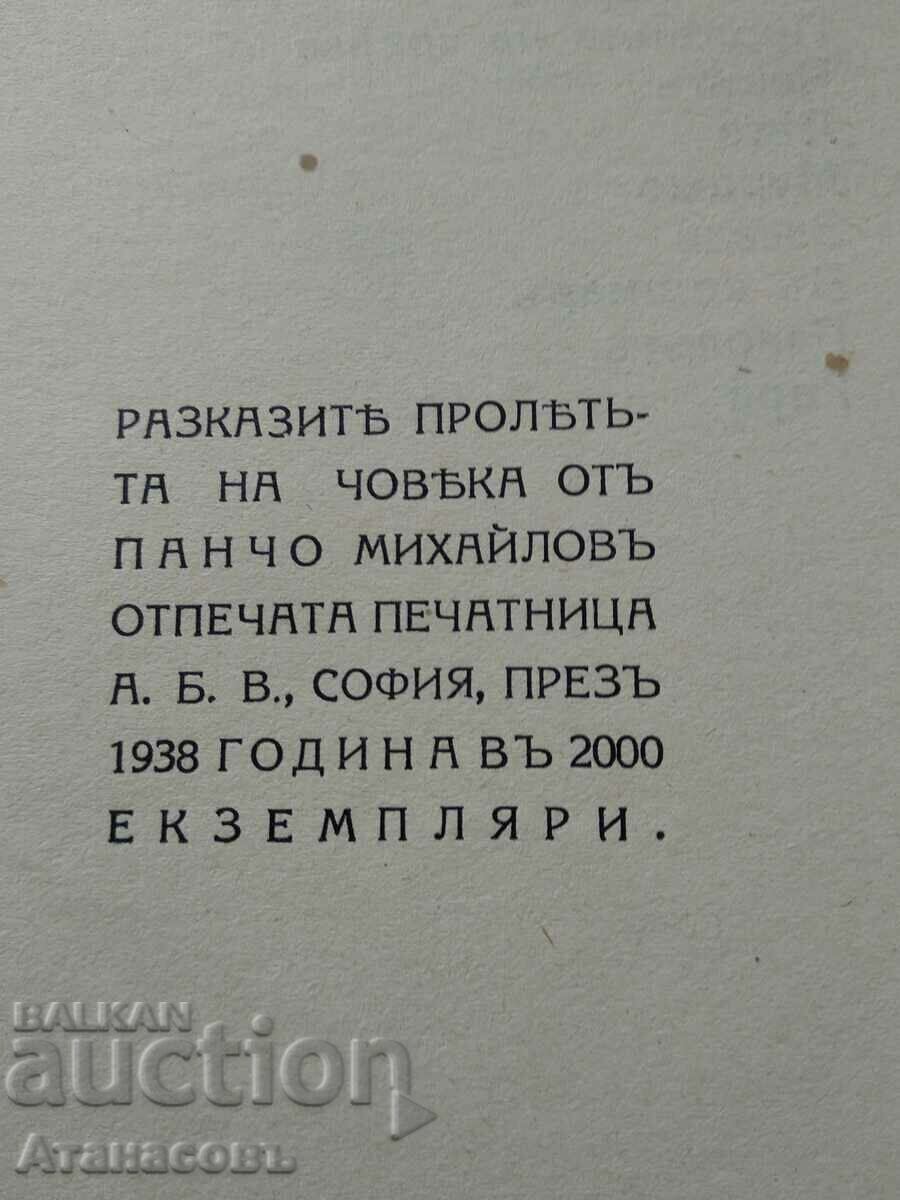 РАЗКАЗИТѢ ПРОЛѢТЬ-
ТА НА ЧОВѢКА ОТЪ
ПАНЧО МИХАЙЛОВЪ
ОТПЕЧАТА ПЕЧАТНИЦА
А. Б. В., СОФИЯ, ПРЕЗЪ
1938 ГОДИНА ВЪ 2000
ЕКЗЕМПЛЯРИ.
BALKAN
auction
Атанасовъ